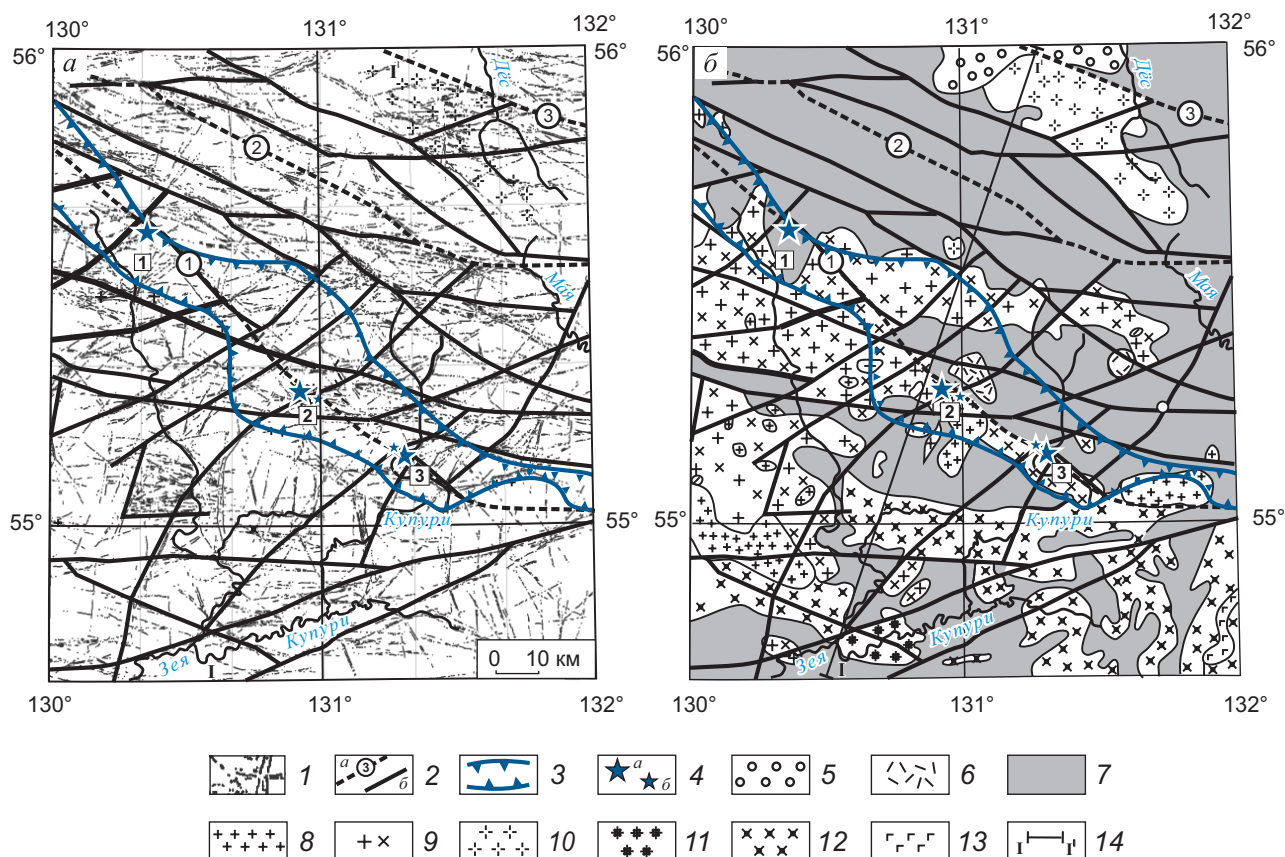 130° 131° 132° 130° 131° 132°
56° 56° 56°
а б
I I
Дёс Дёс
3 3
2 2
1 1
1 1
Мая Мая
2 2
3 3
55° 55° 55°
Купури Купури
Купури Купури
Зея Зея
I I
0 10 км
130° 131° 132° 130° 131° 132°
1 а 3 б 2 3 а б 4 5 6 7
8 9 10 11 12 13 I I' 14